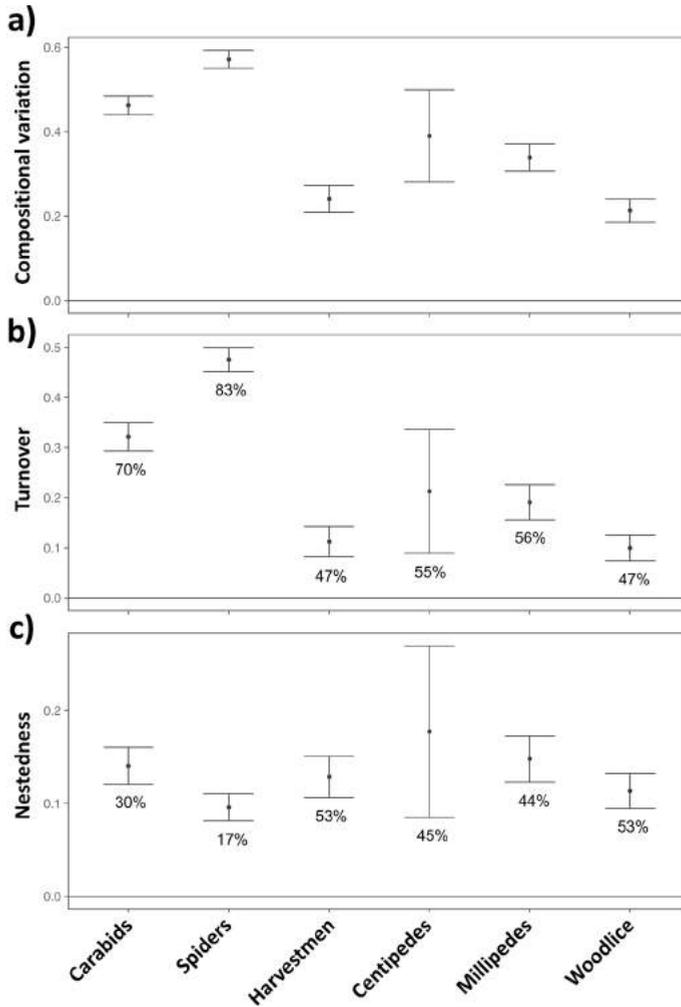 a)
Compositional variation
0.6
0.4
0.2
0.0
b)
Turnover
0.5
0.4
0.3
0.2
0.1
0.0
83%
70%
56%
47%
55%
47%
c)
Nestedness
0.2
0.1
0.0
30%
17%
53%
45%
44%
53%
Carabids
Spiders
Harvestmen
Centipedes
Millipedes
Woodlice